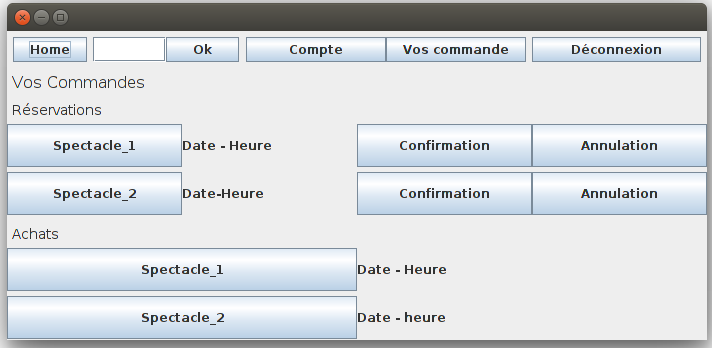 Home Ok Compte Vos commande Déconnexion
Vos Commandes
Réservations
Spectacle_1 Date - Heure Confirmation Annulation
Spectacle_2 Date-Heure Confirmation Annulation
Achats
Spectacle_1 Date - Heure
Spectacle_2 Date - heure